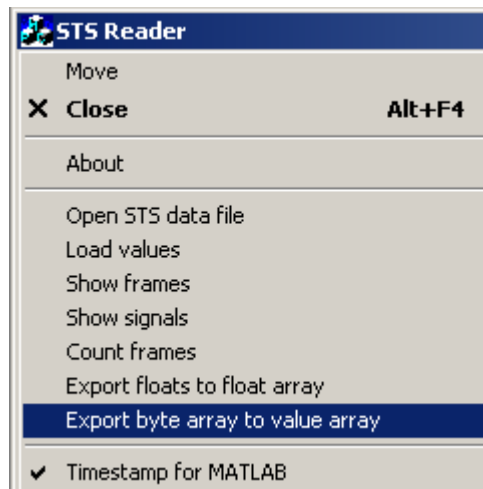 STS Reader
Move
Close Alt+F4
About
Open STS data file
Load values
Show frames
Show signals
Count frames
Export floats to float array
Export byte array to value array
Timestamp for MATLAB